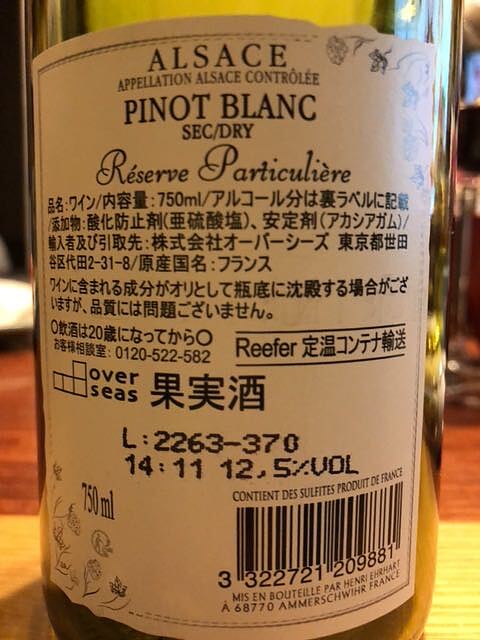 ALSACE
APPELLATION ALSACE CONTRÔLÉE
PINOT BLANC
SEC/DRY
Réserve Particulière
品名:ワイン/内容量:750ml/アルコール分は裏ラベルに記載
/添加物:酸化防止剤(亜硫酸塩)、安定剤(アカシアガム)/
輸入者及び引取先:株式会社オーバーシーズ 東京都世田
谷区代田2-31-8/原産国名:フランス
ワインに含まれる成分がオリとして瓶底に沈殿する場合がござ
いますが、品質には問題ございません。
○飲酒は20歳になってから○
お客様相談室: 0120-522-582
Reefer 定温コンテナ輸送
over
seas
果実酒
L:2263-370
14:11 12,5%VOL
750 ml
CONTIENT DES SULFITES PRODUIT DE FRANCE
3 322721 209881
MIS EN BOUTEILLE PAR HENRI EHRHART
À 68770 AMMERSCHWIHR FRANCE